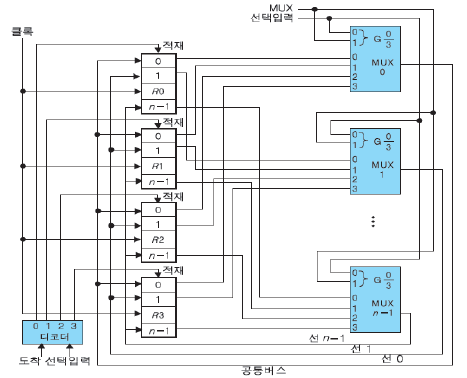 MUX
선택입력
클록
적재
0
1
R0
n−1
적재
0
1
R1
n−1
적재
0
1
R2
n−1
적재
0
1
R3
n−1
0
1
} G 0/3
0
1
2
3
MUX
0
0
1
} G 0/3
0
1
2
3
MUX
1
⋮
0
1
} G 0/3
0
1
2
3
MUX
n−1
0 1 2 3
디코더
도착 선택입력
선 n−1
선 1
선 0
공통버스